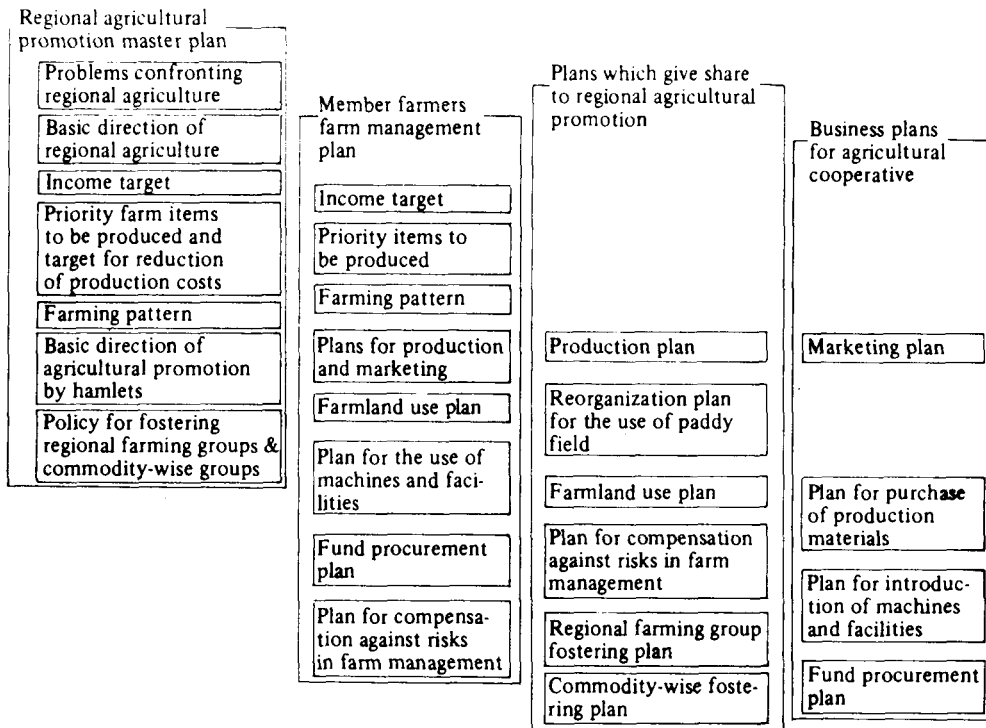 Regional agricultural
promotion master plan
Problems confronting
regional agriculture
Basic direction of
regional agriculture
Income target
Priority farm items
to be produced and
target for reduction
of production costs
Farming pattern
Basic direction of
agricultural promotion
by hamlets
Policy for fostering
regional farming groups &
commodity-wise groups
Member farmers
farm management
plan
Income target
Priority items to
be produced
Farming pattern
Plans for production
and marketing
Farmland use plan
Plan for the use of
machines and faci-
lities
Fund procurement
plan
Plan for compensa-
tion against risks
in farm management
Plans which give share
to regional agricultural
promotion
Production plan
Reorganization plan
for the use of paddy
field
Farmland use plan
Plan for compensation
against risks in farm
management
Regional farming group
fostering plan
Commodity-wise foste-
ring plan
Business plans
for agricultural
cooperative
Marketing plan
Plan for purchase
of production
materials
Plan for introduc-
tion of machines
and facilities
Fund procurement
plan